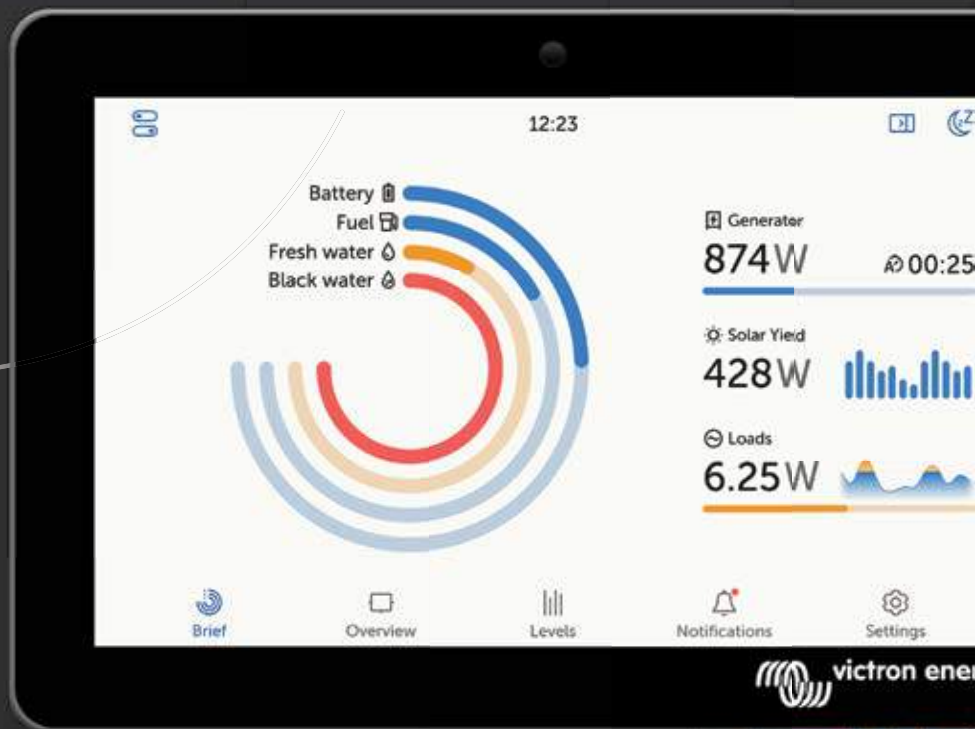 12:23
Battery
Fuel
Fresh water
Black water
Generator
874W
00:25
Solar Yield
428W
Loads
6.25W
Brief
Overview
Levels
Notifications
Settings
victron ener